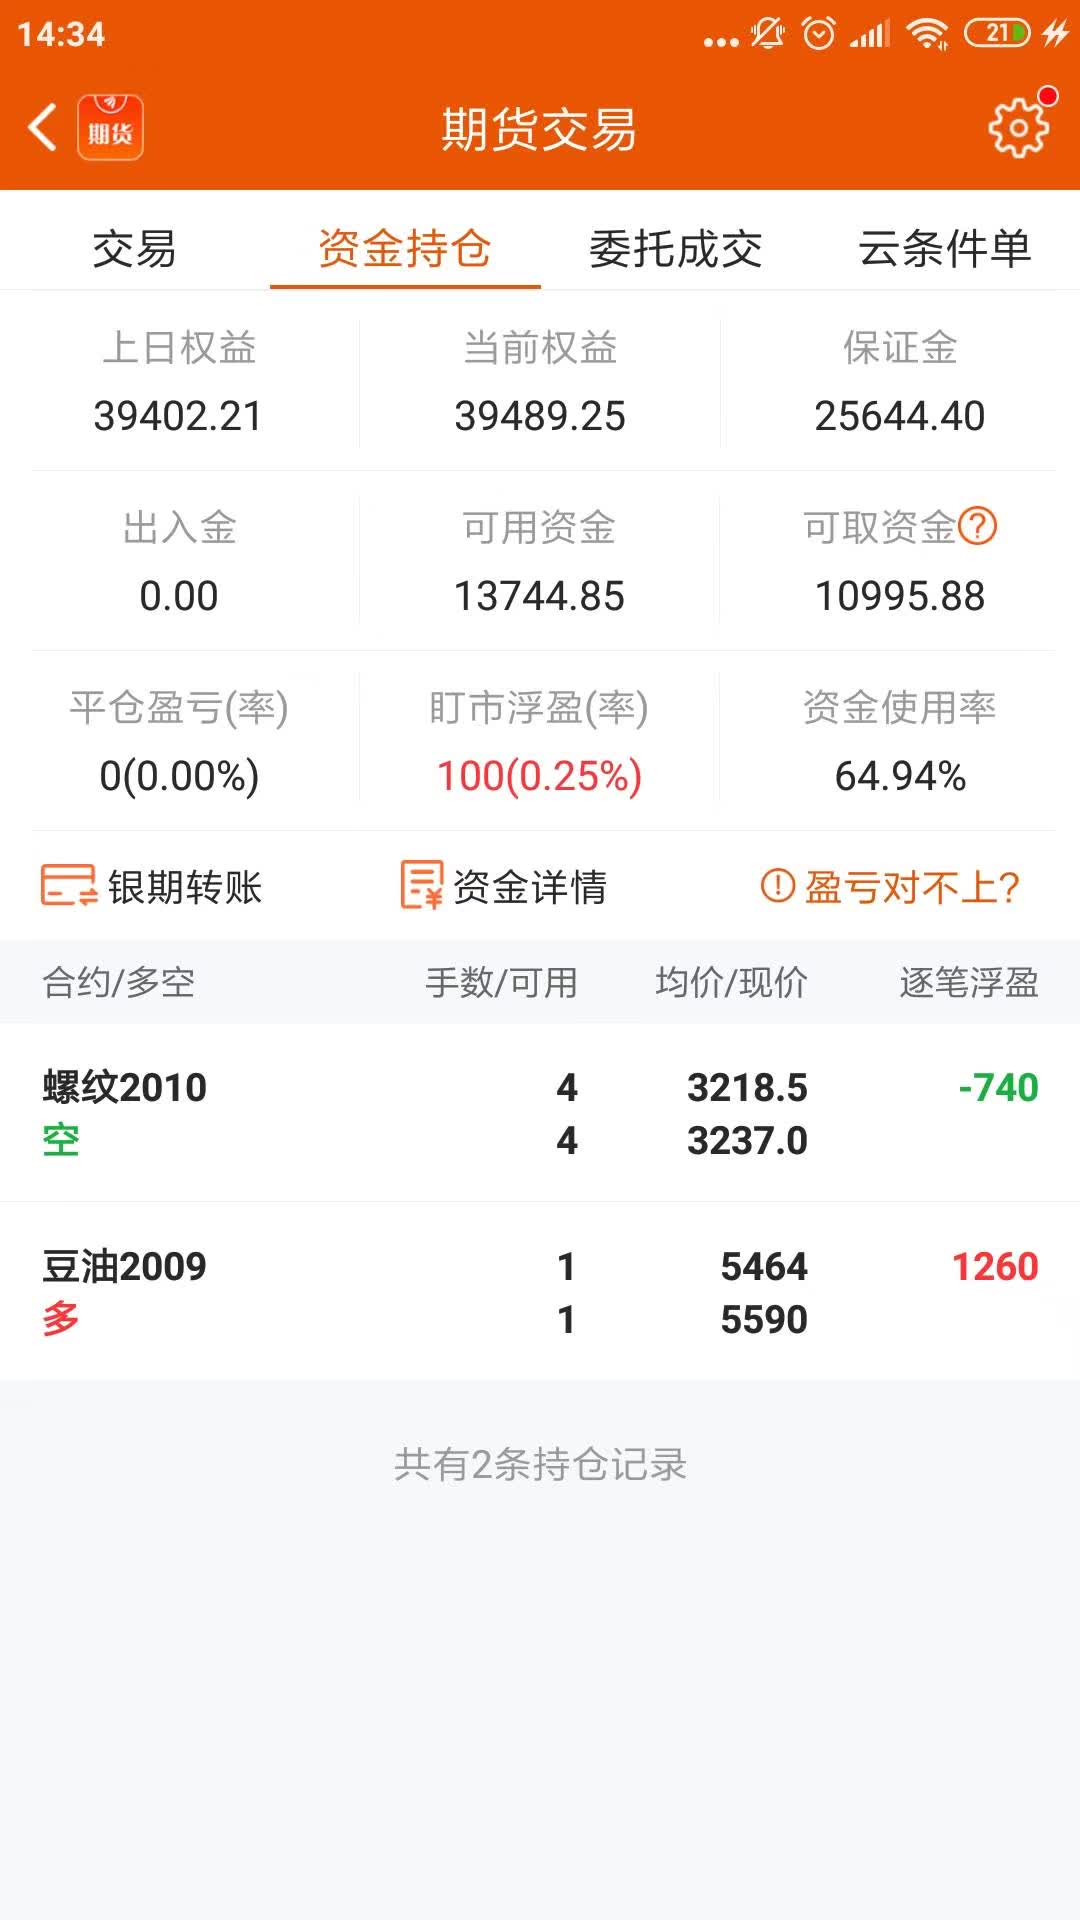 14:34
21
期货
期货交易
交易 资金持仓 委托成交 云条件单
上日权益 当前权益 保证金
39402.21 39489.25 25644.40
出入金 可用资金 可取资金?
0.00 13744.85 10995.88
平仓盈亏(率) 盯市浮盈(率) 资金使用率
0(0.00%) 100(0.25%) 64.94%
银期转账 资金详情 盈亏对不上?
合约/多空 手数/可用 均价/现价 逐笔浮盈
螺纹2010 4 3218.5 -740
空 4 3237.0
豆油2009 1 5464 1260
多 1 5590
共有2条持仓记录